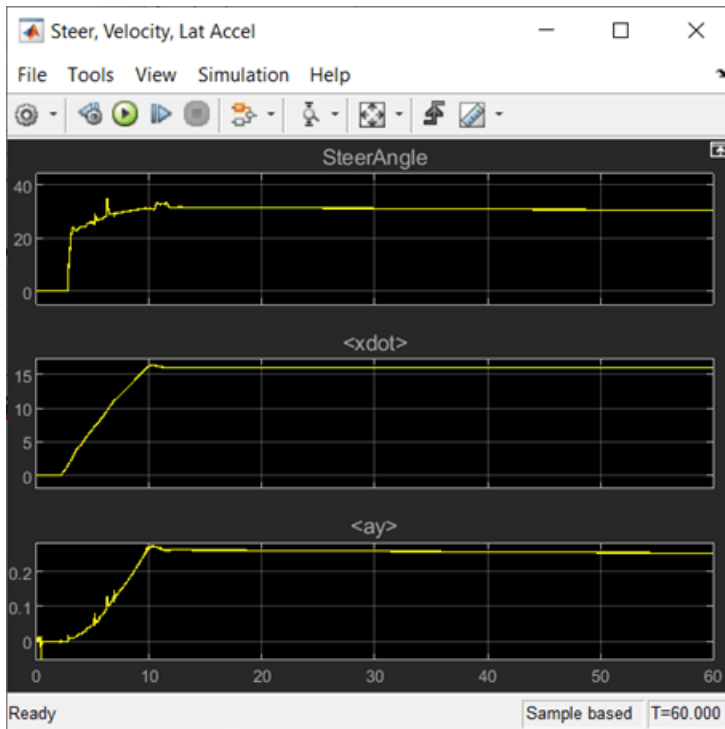 Steer, Velocity, Lat Accel
File Tools View Simulation Help
SteerAngle
40
20
0
<xdot>
15
10
5
0
<ay>
0.2
0.1
0
0 10 20 30 40 50 60
Ready Sample based T=60.000